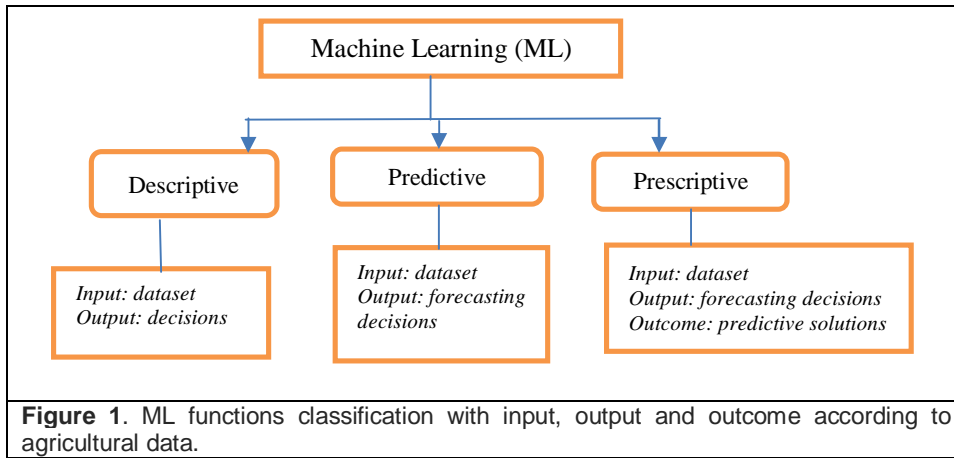 Machine Learning (ML)
Descriptive
Predictive
Prescriptive
Input: dataset
Output: decisions
Input: dataset
Output: forecasting
decisions
Input: dataset
Output: forecasting decisions
Outcome: predictive solutions
Figure 1. ML functions classification with input, output and outcome according to
agricultural data.